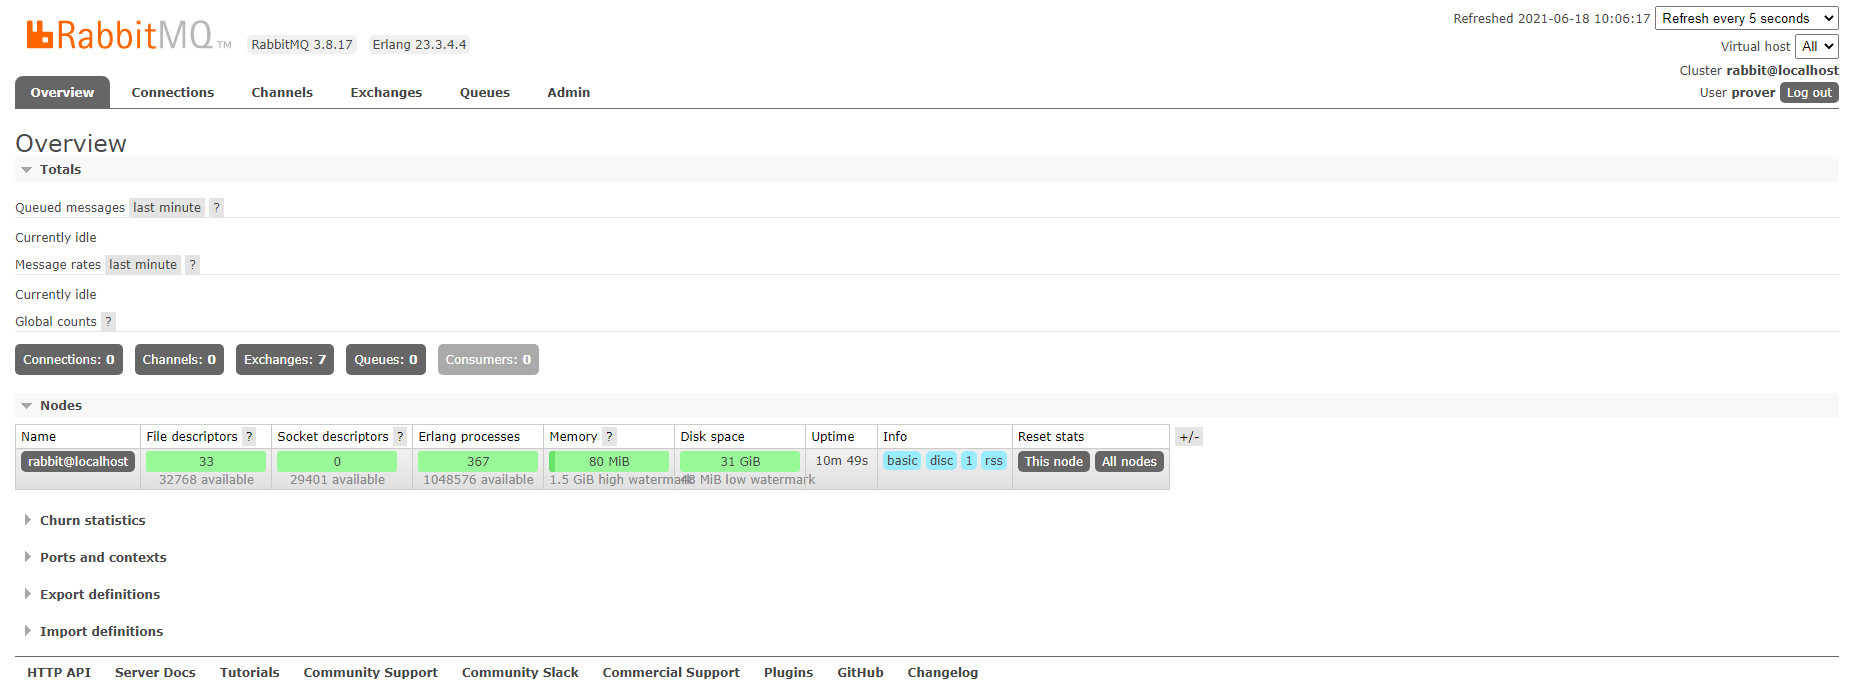 RabbitMQ TM RabbitMQ 3.8.17 Erlang 23.3.4.4
Refreshed 2021-06-18 10:06:17 Refresh every 5 seconds
Virtual host All
Cluster rabbit@localhost
User prover Log out
Overview Connections Channels Exchanges Queues Admin
Overview
Totals
Queued messages last minute ?
Currently idle
Message rates last minute ?
Currently idle
Global counts ?
Connections: 0 Channels: 0 Exchanges: 7 Queues: 0 Consumers: 0
Nodes
Name File descriptors ? Socket descriptors ? Erlang processes Memory ? Disk space Uptime Info Reset stats +/-
rabbit@localhost 33 0 367 80 MiB 31 GiB 10m 49s basic disc 1 rss This node All nodes
32768 available 29401 available 1048576 available 1.5 GiB high watermark 48 MiB low watermark
Churn statistics
Ports and contexts
Export definitions
Import definitions
HTTP API Server Docs Tutorials Community Support Community Slack Commercial Support Plugins GitHub Changelog